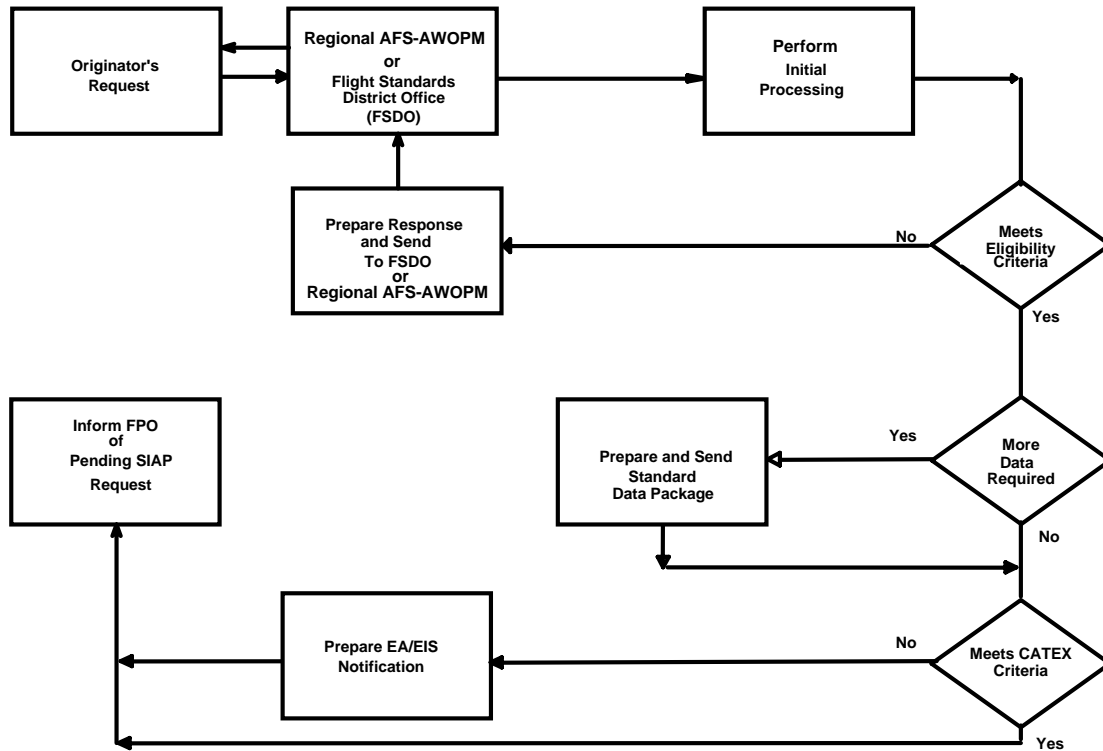 Originator's
Request
Regional AFS-AWOPM
or
Flight Standards
District Office
(FSDO)
Perform
Initial
Processing
Prepare Response
and Send
To FSDO
or
Regional AFS-AWOPM
No
Meets
Eligibility
Criteria
Yes
Inform FPO
of
Pending SIAP
Request
Prepare and Send
Standard
Data Package
Yes
More
Data
Required
No
Prepare EA/EIS
Notification
No
Meets CATEX
Criteria
Yes